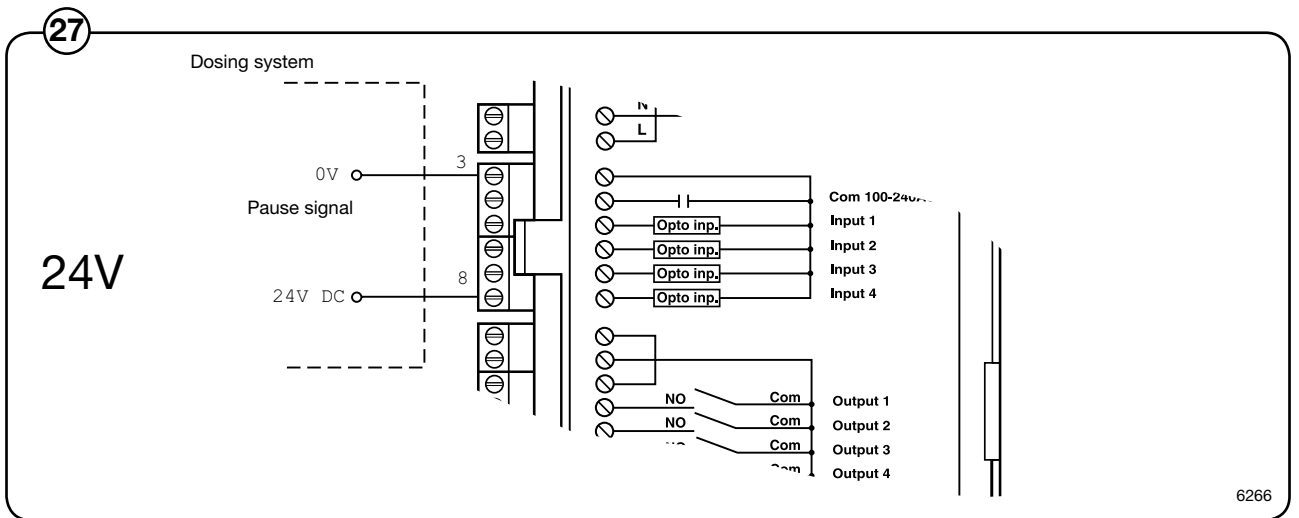 27
Dosing system
24V
0V
3
Pause signal
24V DC
8
L
Com
Input 1
Opto inp.
Input 2
Opto inp.
Input 3
Opto inp.
Input 4
Opto inp.
NO
Com
Output 1
NO
Com
Output 2
Com
Output 3
Output 4
6266